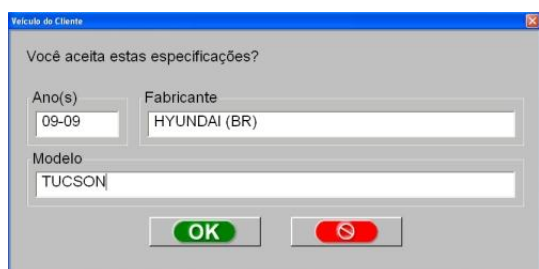 Veículo do Cliente
Você aceita estas especificações?
Ano(s) Fabricante
09-09 HYUNDAI (BR)
Modelo
TUCSON
OK